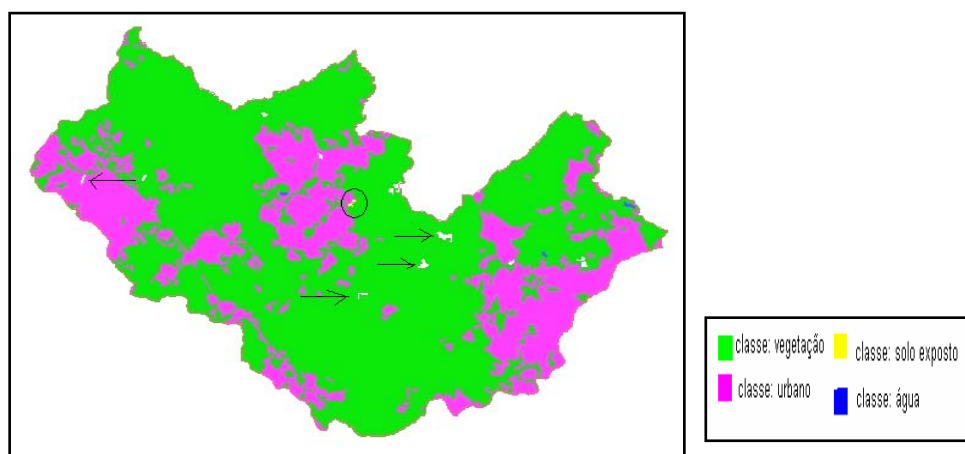 classe: vegetação
classe: solo exposto
classe: urbano
classe: água